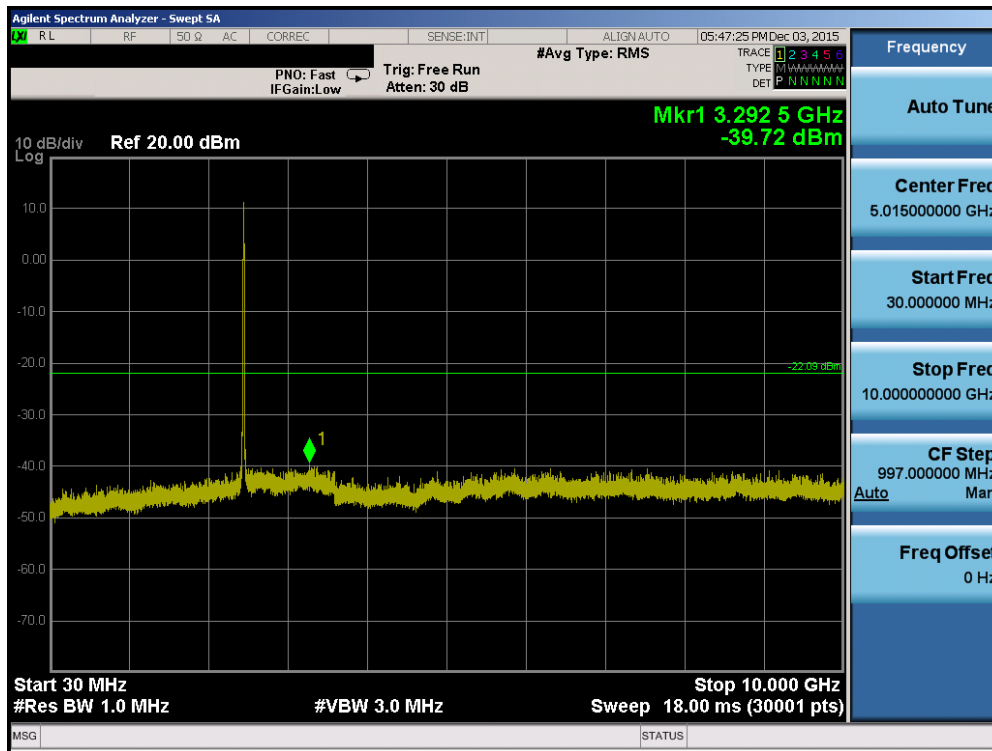 Agilent Spectrum Analyzer - Swept SA
LXI RL RF 50 Ω AC CORREC SENSE:INT ALIGN AUTO 05:47:25 PM Dec 03, 2015
Frequency
#Avg Type: RMS
TRACE 1 2 3 4 5 6
PNO: Fast Trig: Free Run
TYPE M WWWWW
IFGain:Low Atten: 30 dB
DET P N N N N N
Auto Tune
Mkr1 3.292 5 GHz
-39.72 dBm
10 dB/div Ref 20.00 dBm
Log
Center Freq
5.015000000 GHz
10.0
0.00
Start Freq
30.000000 MHz
-10.0
-20.0
-22.09 dBm
Stop Freq
10.000000000 GHz
-30.0
1
-40.0
CF Step
997.000000 MHz
Auto Man
-50.0
Freq Offset
0 Hz
-60.0
-70.0
Start 30 MHz Stop 10.000 GHz
#Res BW 1.0 MHz #VBW 3.0 MHz Sweep 18.00 ms (30001 pts)
MSG STATUS